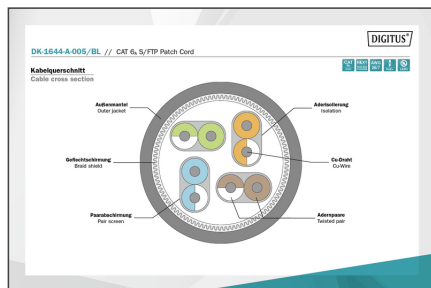 DIGITUS®
DK-1644-A-005/BL // CAT 6A S/FTP Patch Cord
Kabelquerschnitt
Cable cross section
Außenmantel
Outer jacket
Aderisolierung
Isolation
Geflechtschirmung
Braid shield
Cu-Draht
Cu-Wire
Paarabschirmung
Pair screen
Adernpaare
Twisted pair